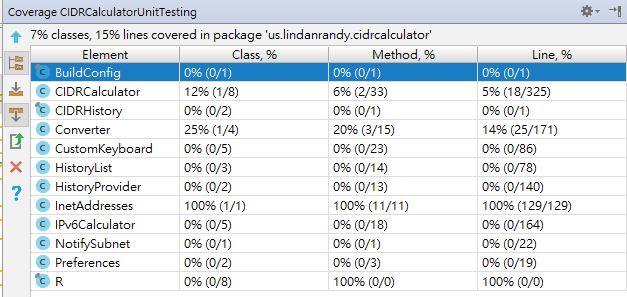 Coverage CIDRCalculatorUnitTesting
7% classes, 15% lines covered in package 'us.lindanrandy.cidrcalculator'
Element Class, % Method, % Line, %
BuildConfig 0% (0/1) 0% (0/1) 0% (0/1)
CIDRCalculator 12% (1/8) 6% (2/33) 5% (18/325)
CIDRHistory 0% (0/2) 0% (0/1) 0% (0/1)
Converter 25% (1/4) 20% (3/15) 14% (25/171)
CustomKeyboard 0% (0/5) 0% (0/23) 0% (0/86)
HistoryList 0% (0/3) 0% (0/14) 0% (0/78)
HistoryProvider 0% (0/2) 0% (0/13) 0% (0/140)
InetAddresses 100% (1/1) 100% (11/11) 100% (129/129)
IPv6Calculator 0% (0/5) 0% (0/18) 0% (0/164)
NotifySubnet 0% (0/1) 0% (0/1) 0% (0/22)
Preferences 0% (0/2) 0% (0/3) 0% (0/19)
R 0% (0/8) 100% (0/0) 100% (0/0)